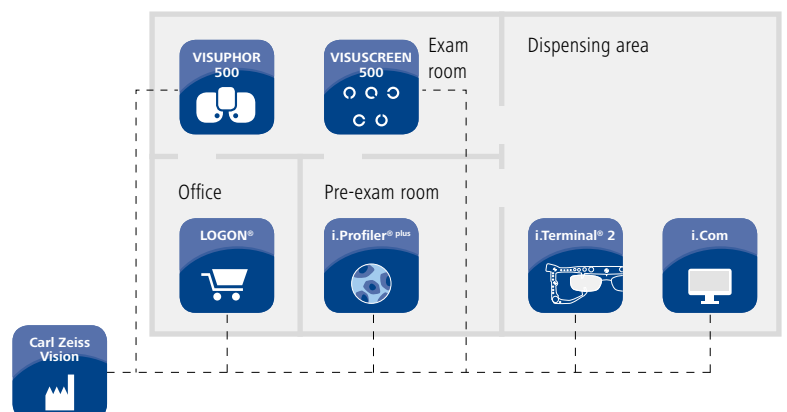 VISUPHOR
500
VISUSCREEN
500
Exam
room
Dispensing area
Office
Pre-exam room
LOGON®
i.Profiler® plus
i.Terminal® 2
i.Com
Carl Zeiss
Vision